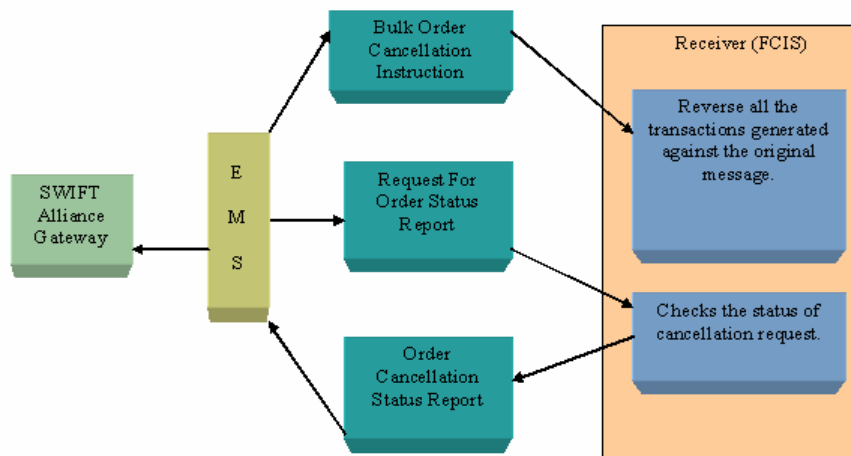 Bulk Order
Cancellation
Instruction
Receiver (FCIS)
Reverse all the
transactions generated
against the original
message.
E
M
S
SWIFT
Alliance
Gateway
Request For
Order Status
Report
Checks the status of
cancellation request.
Order
Cancellation
Status Report